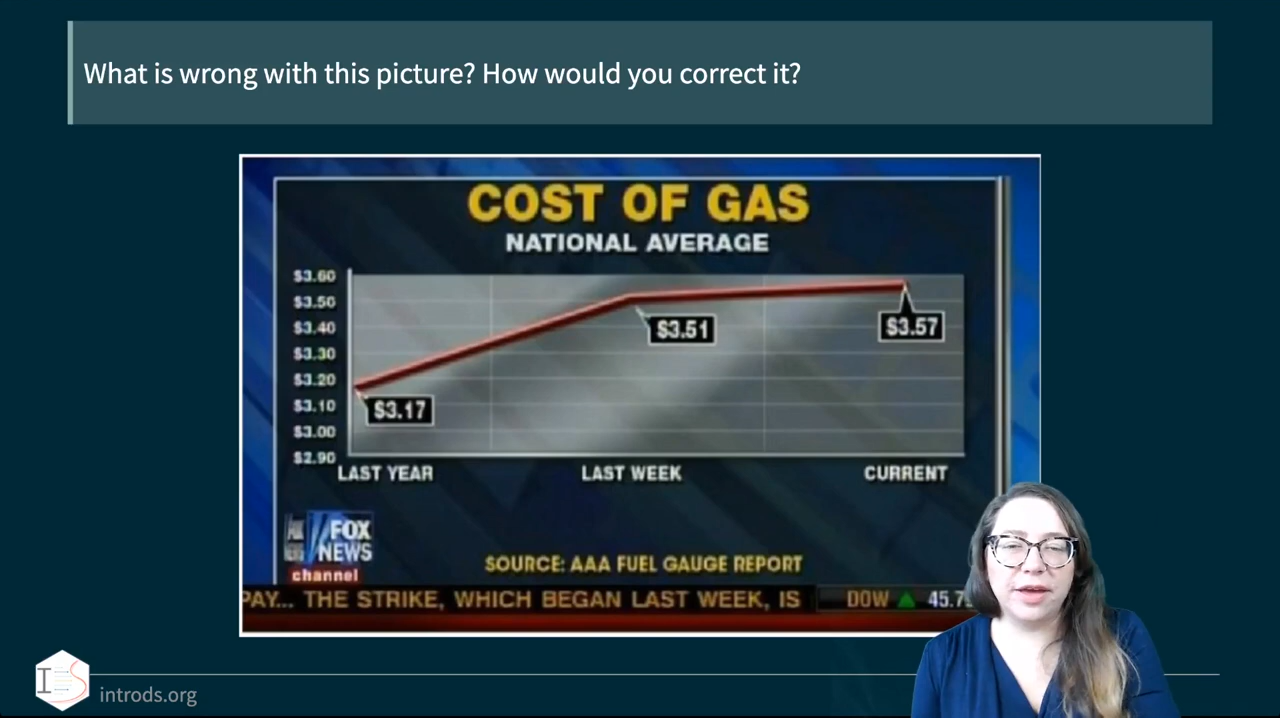 What is wrong with this picture? How would you correct it?
COST OF GAS
NATIONAL AVERAGE
$3.60
$3.50
$3.40
$3.30
$3.20
$3.10
$3.00
$2.90
$3.17
$3.51
$3.57
LAST YEAR LAST WEEK CURRENT
FOX
NEWS
channel
SOURCE: AAA FUEL GAUGE REPORT
PAY... THE STRIKE, WHICH BEGAN LAST WEEK, IS DOW ▲ 45.7
introds.org